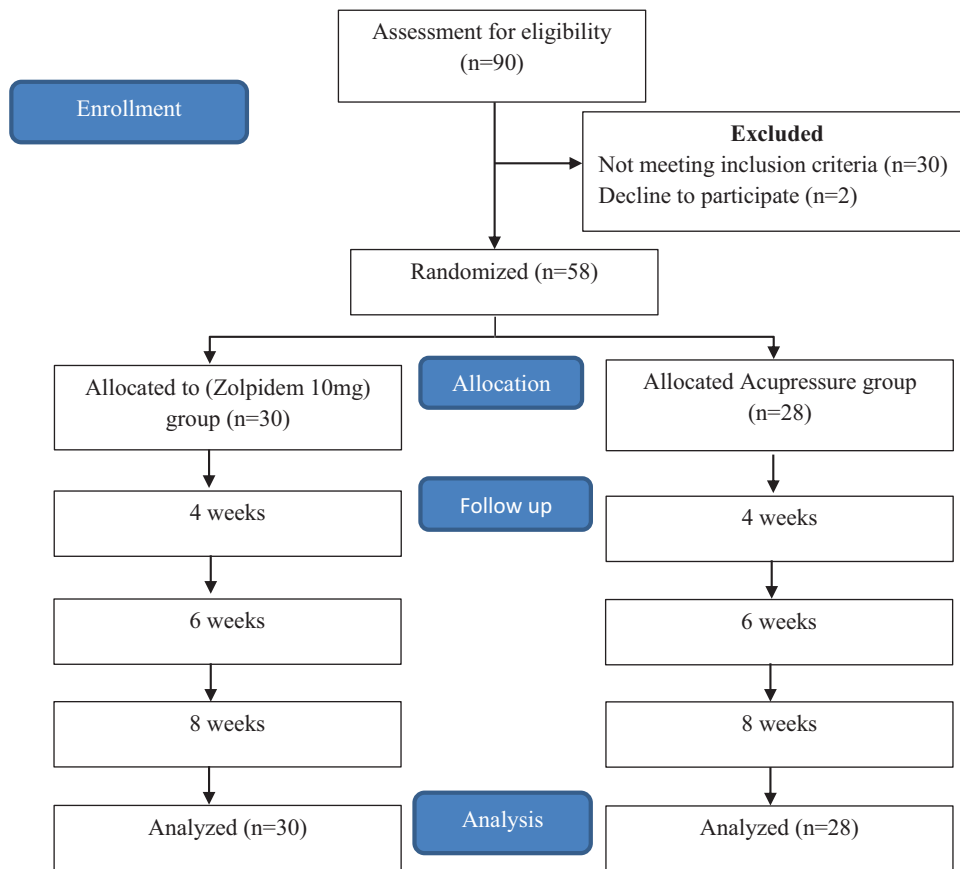 Assessment for eligibility
(n=90)
Enrollment
Excluded
Not meeting inclusion criteria (n=30)
Decline to participate (n=2)
Randomized (n=58)
Allocated to (Zolpidem 10mg)
group (n=30)
Allocation
Allocated Acupressure group
(n=28)
4 weeks
Follow up
4 weeks
6 weeks
6 weeks
8 weeks
8 weeks
Analyzed (n=30)
Analysis
Analyzed (n=28)